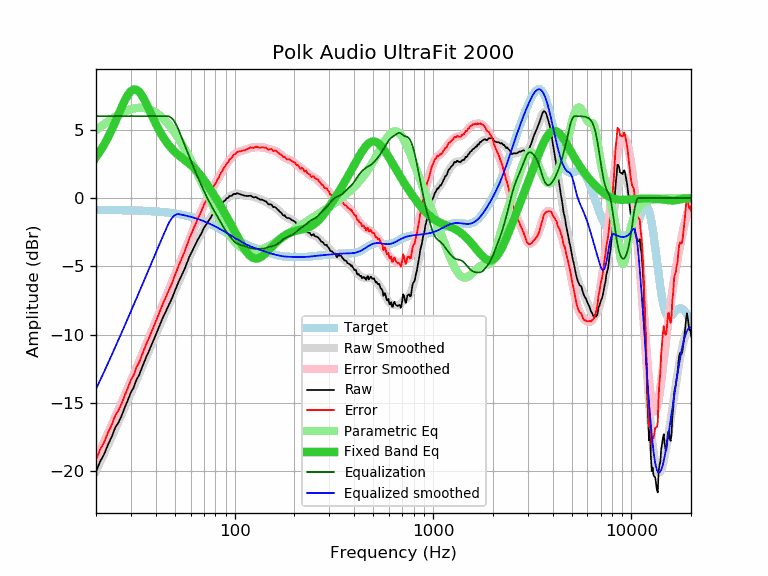 Polk Audio UltraFit 2000
Amplitude (dBr)
5
0
−5
−10
−15
−20
Target
Raw Smoothed
Error Smoothed
Raw
Error
Parametric Eq
Fixed Band Eq
Equalization
Equalized smoothed
100
1000
10000
Frequency (Hz)